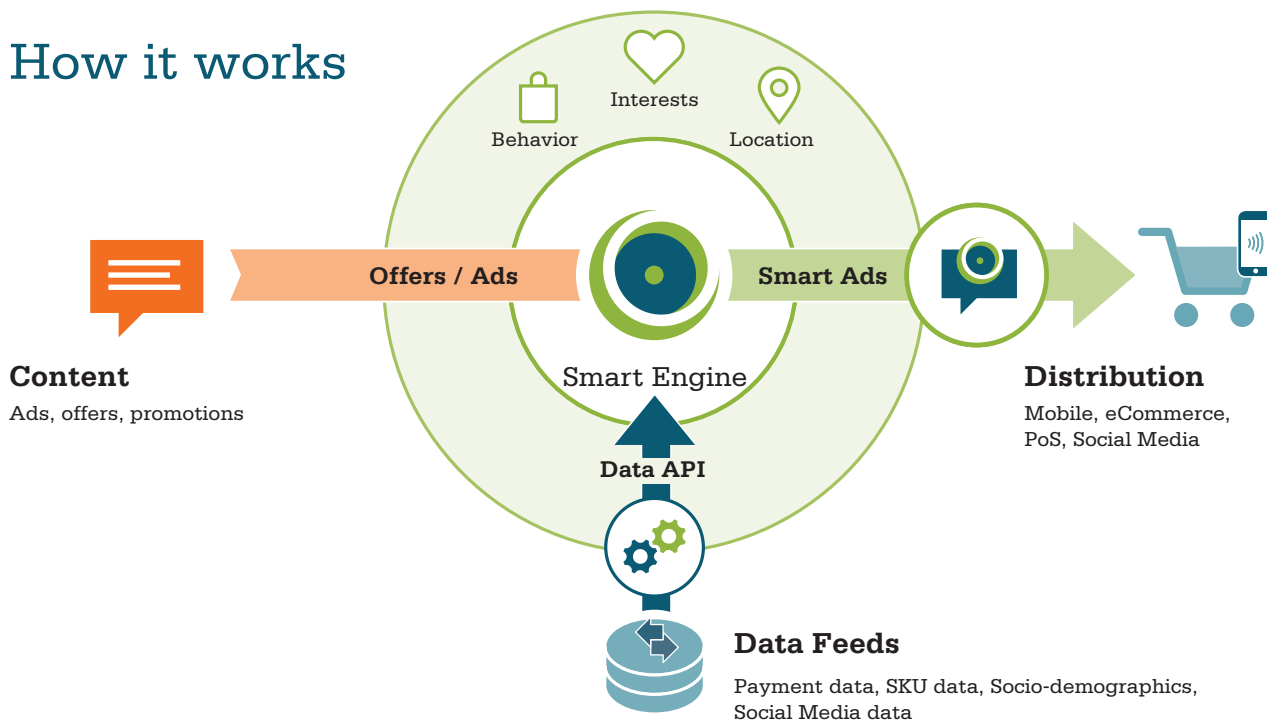 How it works
Interests
Behavior
Location
Offers / Ads
Smart Ads
Smart Engine
Content
Ads, offers, promotions
Distribution
Mobile, eCommerce,
PoS, Social Media
Data API
Data Feeds
Payment data, SKU data, Socio-demographics,
Social Media data